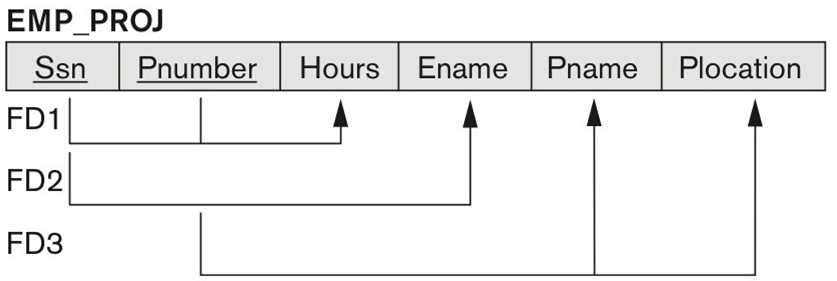 EMP_PROJ
Ssn Pnumber Hours Ename Pname Plocation
FD1
FD2
FD3